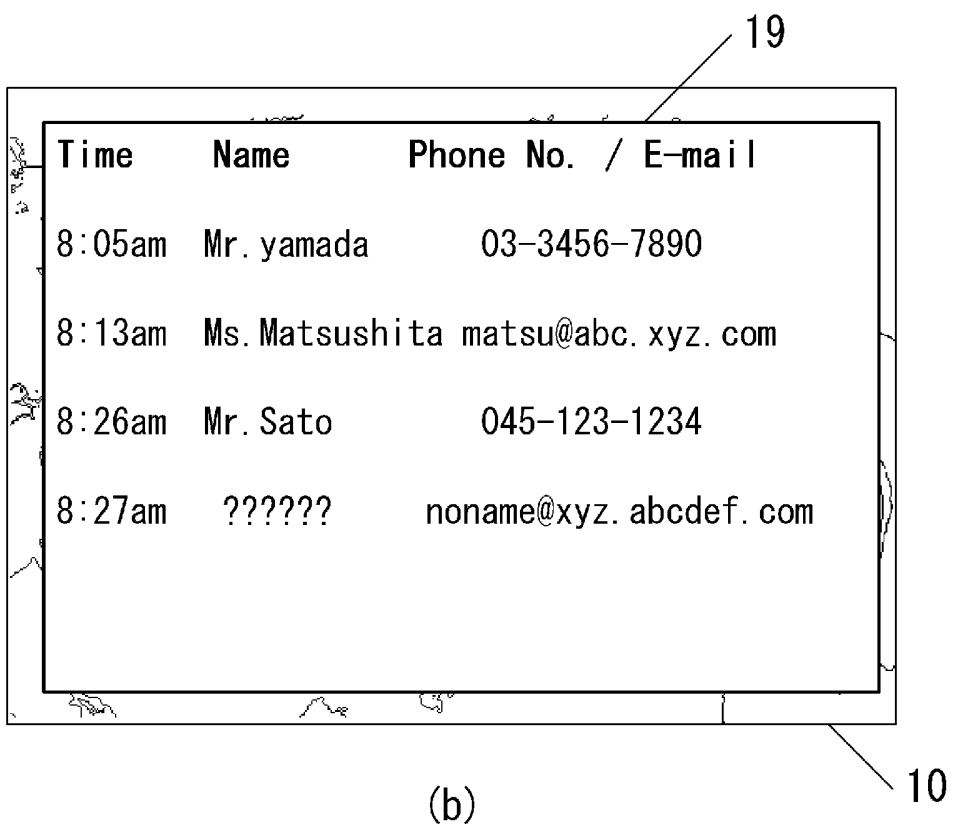 19
Time Name Phone No. / E-mail
8:05am Mr.yamada 03-3456-7890
8:13am Ms.Matsushita matsu@abc.xyz.com
8:26am Mr.Sato 045-123-1234
8:27am ?????? noname@xyz.abcdef.com
10
(b)